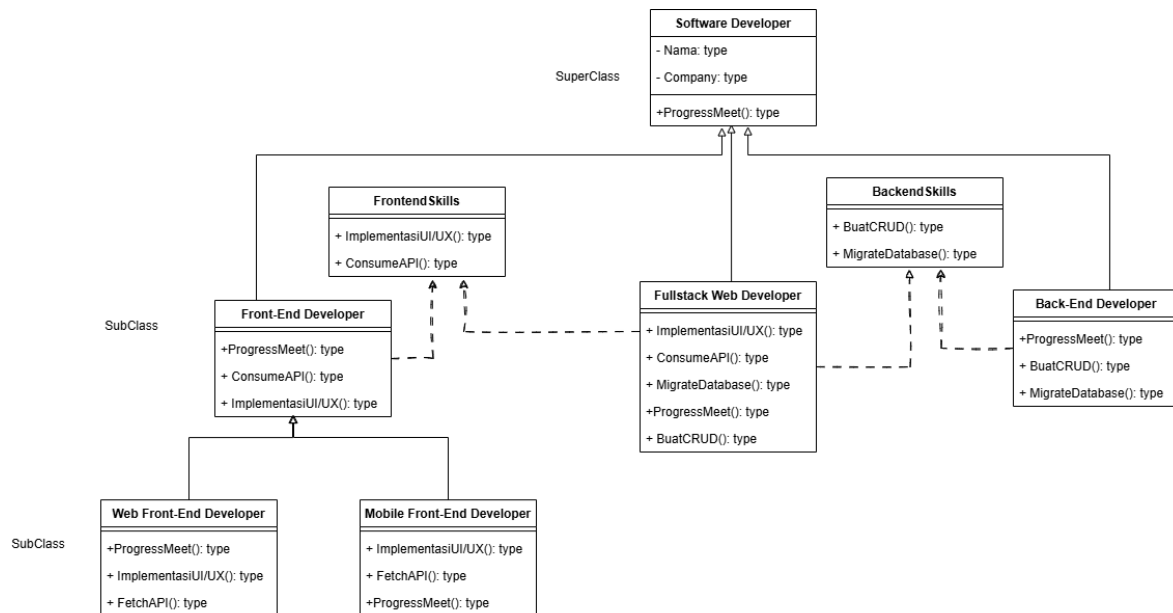 Software Developer
- Nama: type
- Company: type
+ProgressMeet(): type
SuperClass
FrontendSkills
+ ImplementasiUI/UX(): type
+ ConsumeAPI(): type
BackendSkills
+ BuatCRUD(): type
+ MigrateDatabase(): type
SubClass
Front-End Developer
+ProgressMeet(): type
+ ConsumeAPI(): type
+ ImplementasiUI/UX(): type
Fullstack Web Developer
+ ImplementasiUI/UX(): type
+ ConsumeAPI(): type
+ MigrateDatabase(): type
+ProgressMeet(): type
+ BuatCRUD(): type
Back-End Developer
+ProgressMeet(): type
+ BuatCRUD(): type
+ MigrateDatabase(): type
SubClass
Web Front-End Developer
+ProgressMeet(): type
+ ImplementasiUI/UX(): type
+ FetchAPI(): type
Mobile Front-End Developer
+ ImplementasiUI/UX(): type
+ FetchAPI(): type
+ProgressMeet(): type